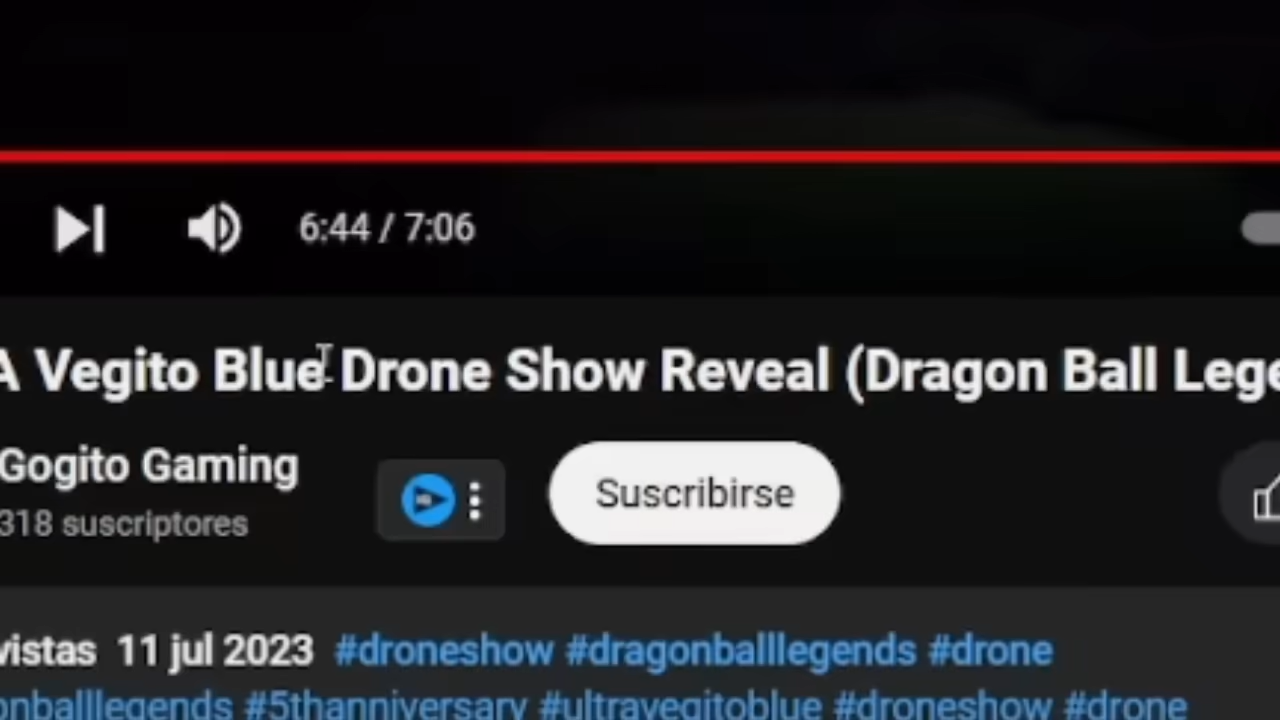 6:44 / 7:06
A Vegito Blue Drone Show Reveal (Dragon Ball Lege
Gogito Gaming
318 suscriptores
Suscribirse
vistas 11 jul 2023 #droneshow #dragonballlegends #drone
onballlegends #5thanniversary #ultravegitoblue #droneshow #drone